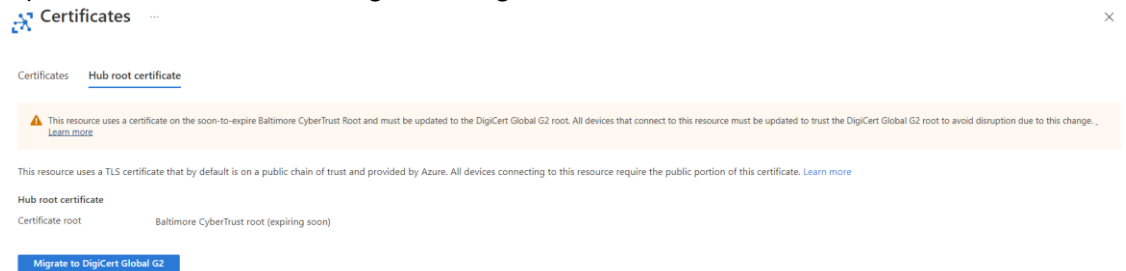 Certificates ...
Certificates Hub root certificate
This resource uses a certificate on the soon-to-expire Baltimore CyberTrust Root and must be updated to the DigiCert Global G2 root. All devices that connect to this resource must be updated to trust the DigiCert Global G2 root to avoid disruption due to this change. .
Learn more
This resource uses a TLS certificate that by default is on a public chain of trust and provided by Azure. All devices connecting to this resource require the public portion of this certificate. Learn more
Hub root certificate
Certificate root Baltimore CyberTrust root (expiring soon)
Migrate to DigiCert Global G2